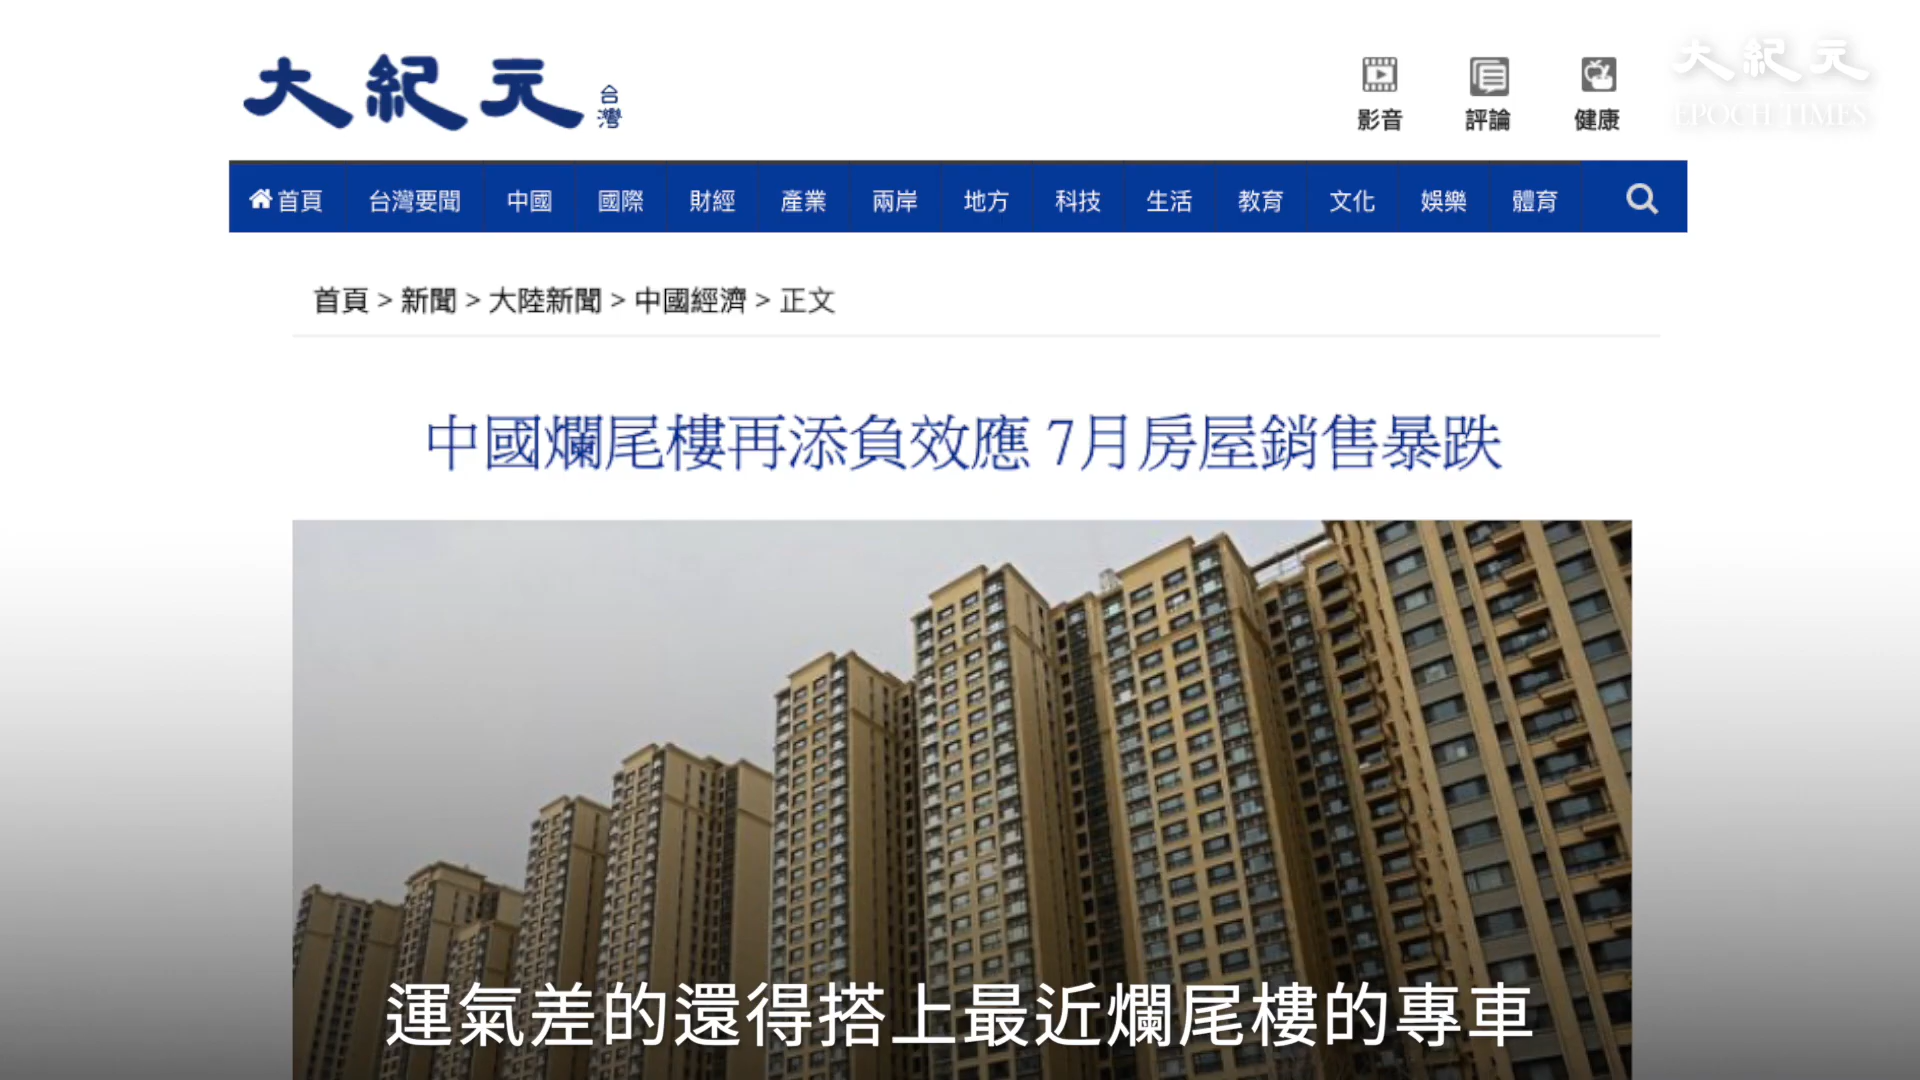 大紀元 台灣
影音 評論 健康
大紀元
EPOCH TIMES
首頁 台灣要聞 中國 國際 財經 產業 兩岸 地方 科技 生活 教育 文化 娛樂 體育
首頁 > 新聞 > 大陸新聞 > 中國經濟 > 正文
中國爛尾樓再添負效應 7月房屋銷售暴跌
運氣差的還得搭上最近爛尾樓的專車